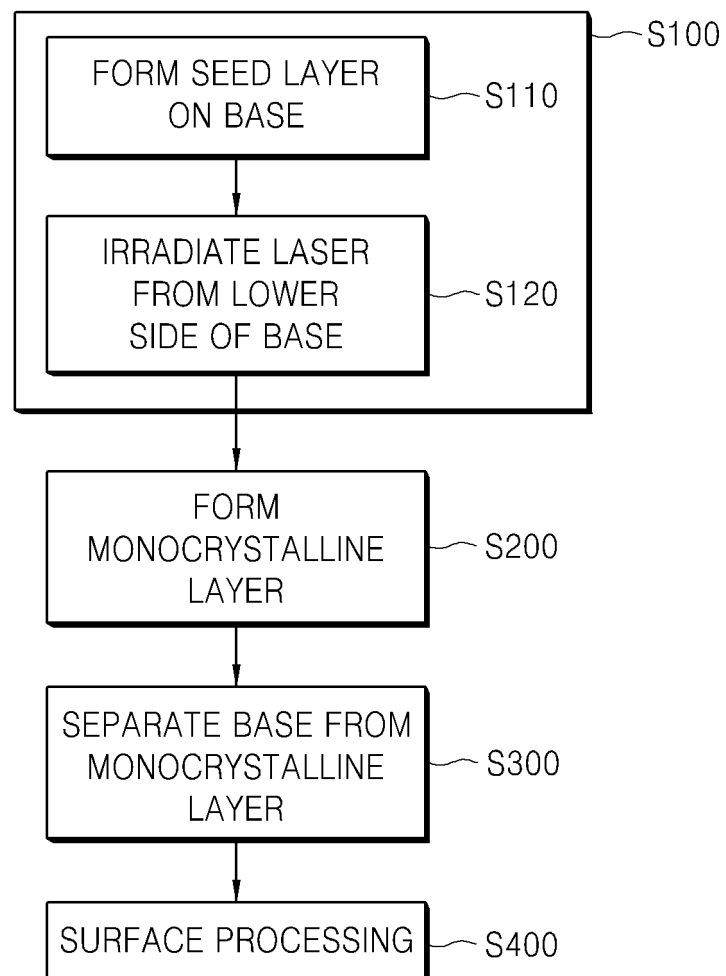 S100
FORM SEED LAYER
ON BASE
S110
IRRADIATE LASER
FROM LOWER
SIDE OF BASE
S120
FORM
MONOCRYSTALLINE
LAYER
S200
SEPARATE BASE FROM
MONOCRYSTALLINE
LAYER
S300
SURFACE PROCESSING
S400